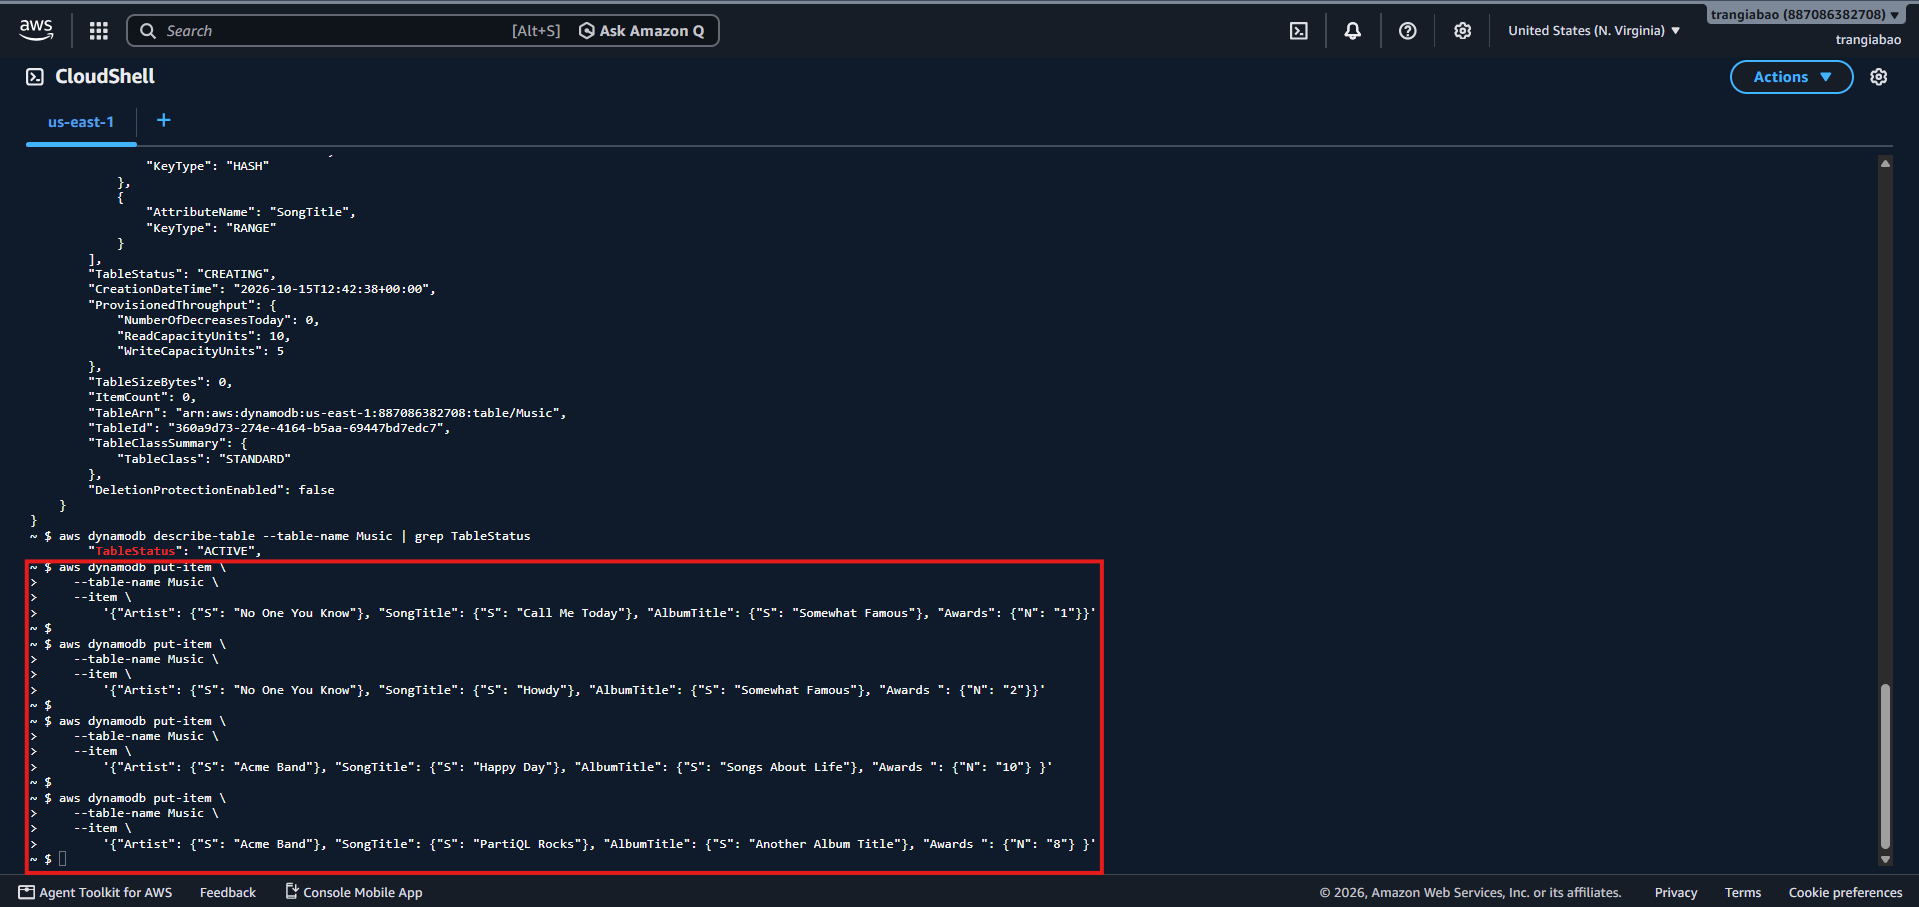 aws
Search
[Alt+S]
Ask Amazon Q
United States (N. Virginia) ▼
trangiabao (887086382708) ▼
trangiabao
CloudShell
Actions ▼
us-east-1
+
                "KeyType": "HASH"
            },
            {
                "AttributeName": "SongTitle",
                "KeyType": "RANGE"
            }
        ],
        "TableStatus": "CREATING",
        "CreationDateTime": "2026-10-15T12:42:38+00:00",
        "ProvisionedThroughput": {
            "NumberOfDecreasesToday": 0,
            "ReadCapacityUnits": 10,
            "WriteCapacityUnits": 5
        },
        "TableSizeBytes": 0,
        "ItemCount": 0,
        "TableArn": "arn:aws:dynamodb:us-east-1:887086382708:table/Music",
        "TableId": "360a9d73-274e-4164-b5aa-69447bd7edc7",
        "TableClassSummary": {
            "TableClass": "STANDARD"
        },
        "DeletionProtectionEnabled": false
    }
}
~ $ aws dynamodb describe-table --table-name Music | grep TableStatus
        "TableStatus": "ACTIVE",
~ $ aws dynamodb put-item \
>     --table-name Music \
>     --item \
>         '{"Artist": {"S": "No One You Know"}, "SongTitle": {"S": "Call Me Today"}, "AlbumTitle": {"S": "Somewhat Famous"}, "Awards": {"N": "1"}}'
~ $
~ $ aws dynamodb put-item \
>     --table-name Music \
>     --item \
>         '{"Artist": {"S": "No One You Know"}, "SongTitle": {"S": "Howdy"}, "AlbumTitle": {"S": "Somewhat Famous"}, "Awards ": {"N": "2"}}'
~ $
~ $ aws dynamodb put-item \
>     --table-name Music \
>     --item \
>         '{"Artist": {"S": "Acme Band"}, "SongTitle": {"S": "Happy Day"}, "AlbumTitle": {"S": "Songs About Life"}, "Awards ": {"N": "10"} }'
~ $
~ $ aws dynamodb put-item \
>     --table-name Music \
>     --item \
>         '{"Artist": {"S": "Acme Band"}, "SongTitle": {"S": "PartiQL Rocks"}, "AlbumTitle": {"S": "Another Album Title"}, "Awards ": {"N": "8"} }'
~ $
Agent Toolkit for AWS
Feedback
Console Mobile App
© 2026, Amazon Web Services, Inc. or its affiliates.
Privacy
Terms
Cookie preferences